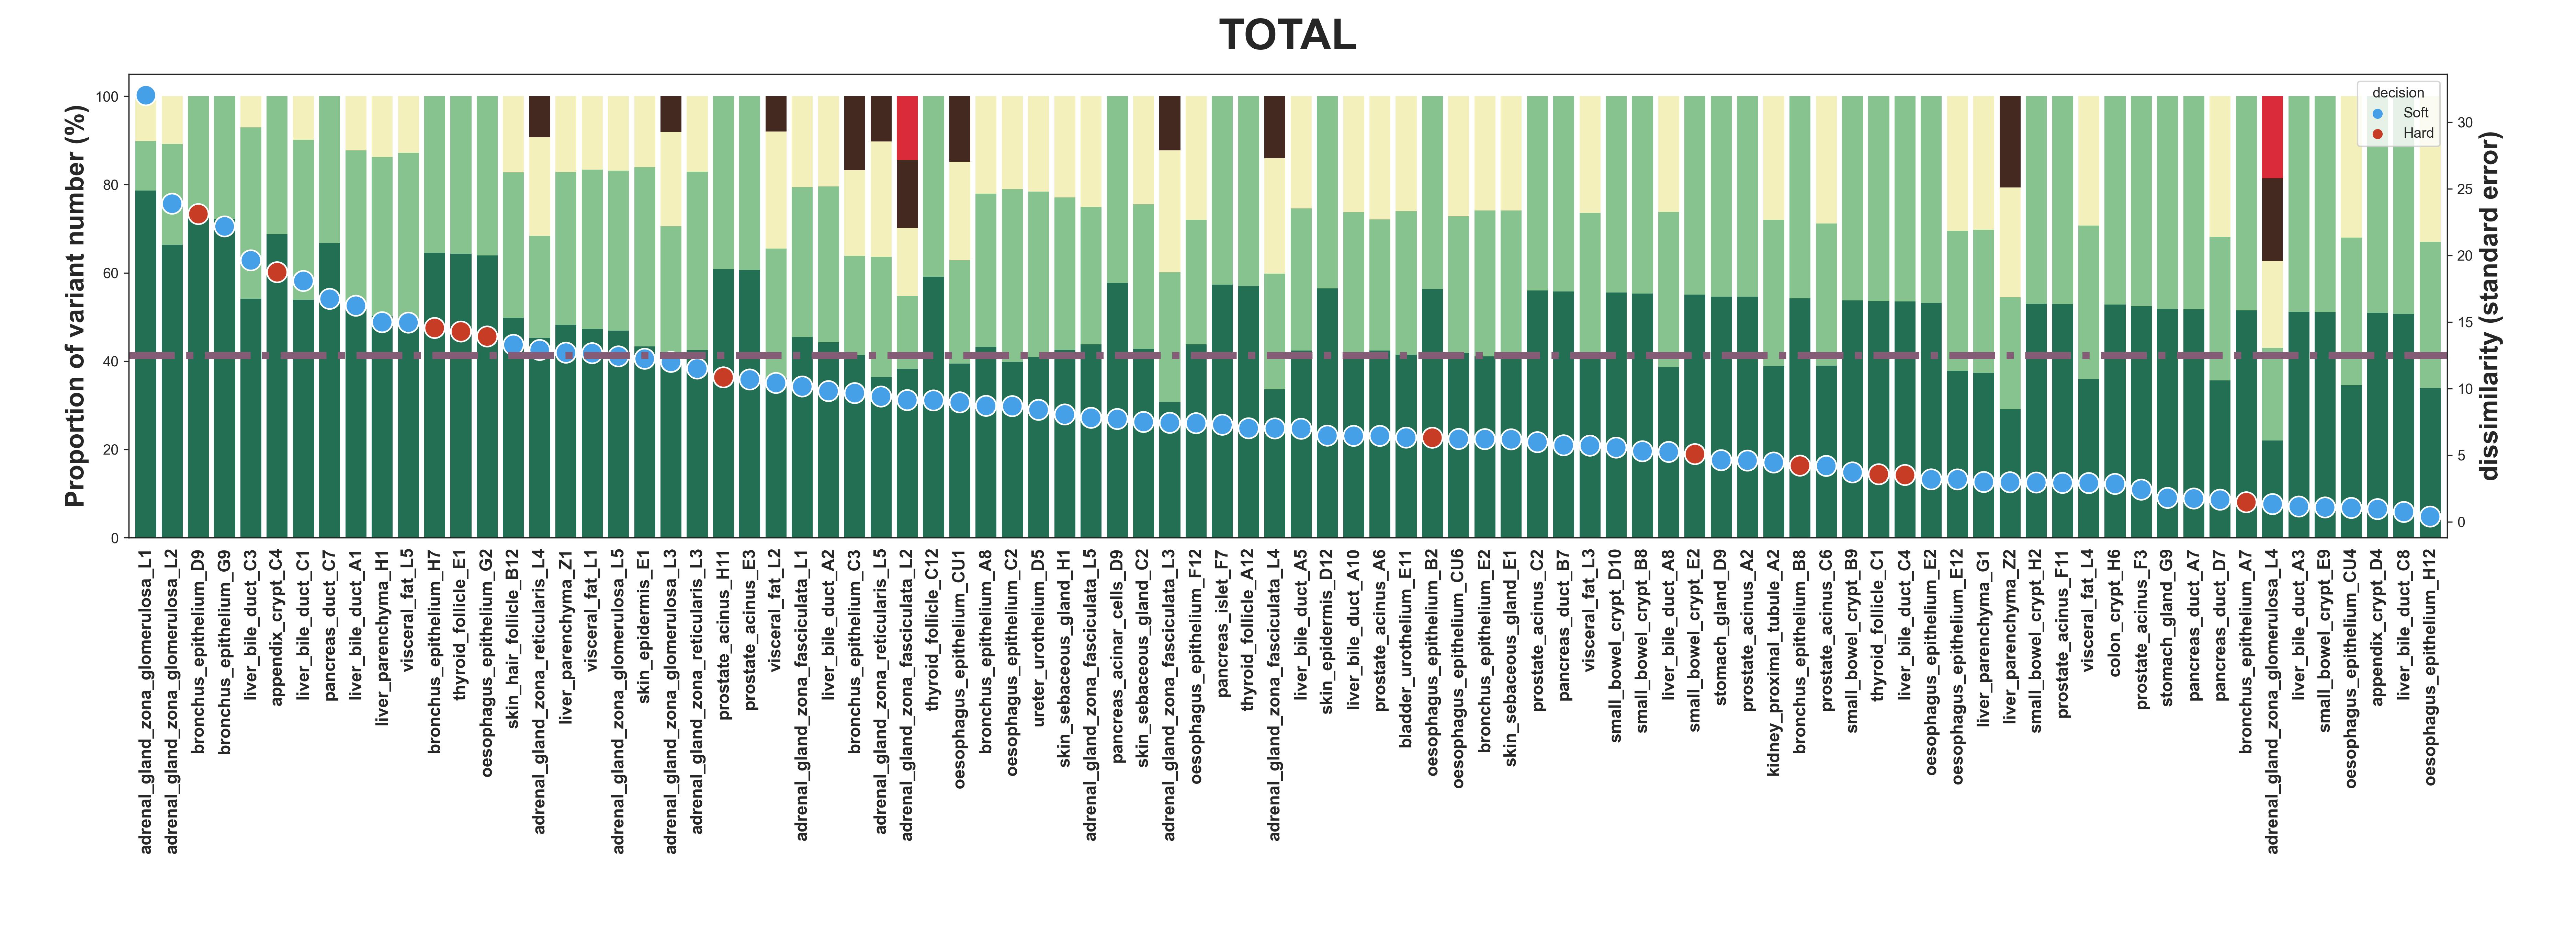 TOTAL
Proportion of variant number (%)
100
80
60
40
20
0
decision
Soft
Hard
30
25
20
15
10
5
0
dissimilarity (standard error)
adrenal_gland_zona_glomerulosa_L1
adrenal_gland_zona_glomerulosa_L2
bronchus_epithelium_D9
bronchus_epithelium_G9
liver_bile_duct_C3
appendix_crypt_C4
liver_bile_duct_C1
pancreas_duct_C7
liver_bile_duct_A1
liver_parenchyma_H1
visceral_fat_L5
bronchus_epithelium_H7
thyroid_follicle_E1
oesophagus_epithelium_G2
skin_hair_follicle_B12
adrenal_gland_zona_reticularis_L4
liver_parenchyma_Z1
visceral_fat_L1
adrenal_gland_zona_glomerulosa_L5
skin_epidermis_E1
adrenal_gland_zona_glomerulosa_L3
adrenal_gland_zona_reticularis_L3
prostate_acinus_H11
prostate_acinus_E3
visceral_fat_L2
adrenal_gland_zona_fasciculata_L1
liver_bile_duct_A2
bronchus_epithelium_C3
adrenal_gland_zona_reticularis_L5
adrenal_gland_zona_fasciculata_L2
thyroid_follicle_C12
oesophagus_epithelium_CU1
bronchus_epithelium_A8
oesophagus_epithelium_C2
ureter_urothelium_D5
skin_sebaceous_gland_H1
adrenal_gland_zona_fasciculata_L5
pancreas_acinar_cells_D9
skin_sebaceous_gland_C2
adrenal_gland_zona_fasciculata_L3
oesophagus_epithelium_F12
pancreas_islet_F7
thyroid_follicle_A12
adrenal_gland_zona_fasciculata_L4
liver_bile_duct_A5
skin_epidermis_D12
liver_bile_duct_A10
prostate_acinus_A6
bladder_urothelium_E11
oesophagus_epithelium_B2
oesophagus_epithelium_CU6
bronchus_epithelium_E2
skin_sebaceous_gland_E1
prostate_acinus_C2
pancreas_duct_B7
visceral_fat_L3
small_bowel_crypt_D10
small_bowel_crypt_B8
liver_bile_duct_A8
small_bowel_crypt_E2
stomach_gland_D9
prostate_acinus_A2
kidney_proximal_tubule_A2
bronchus_epithelium_B8
prostate_acinus_C6
small_bowel_crypt_B9
thyroid_follicle_C1
liver_bile_duct_C4
oesophagus_epithelium_E2
oesophagus_epithelium_E12
liver_parenchyma_G1
liver_parenchyma_Z2
small_bowel_crypt_H2
prostate_acinus_F11
visceral_fat_L4
colon_crypt_H6
prostate_acinus_F3
stomach_gland_G9
pancreas_duct_A7
pancreas_duct_D7
bronchus_epithelium_A7
adrenal_gland_zona_glomerulosa_L4
liver_bile_duct_A3
small_bowel_crypt_E9
oesophagus_epithelium_CU4
appendix_crypt_D4
liver_bile_duct_C8
oesophagus_epithelium_H12